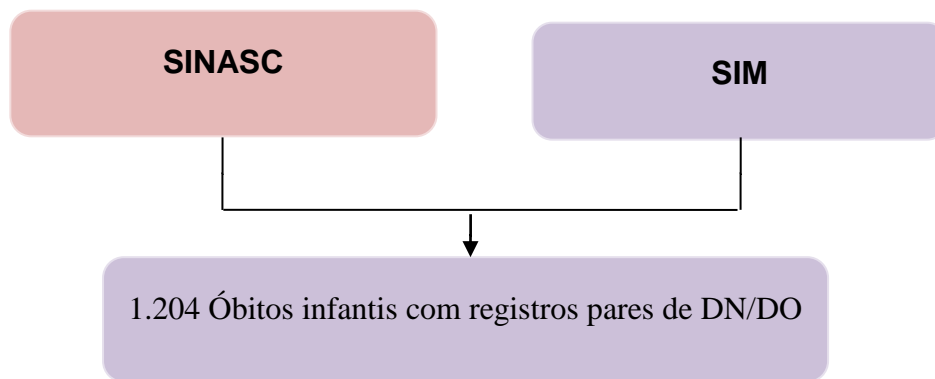 SINASC
SIM
1.204 Óbitos infantis com registros pares de DN/DO